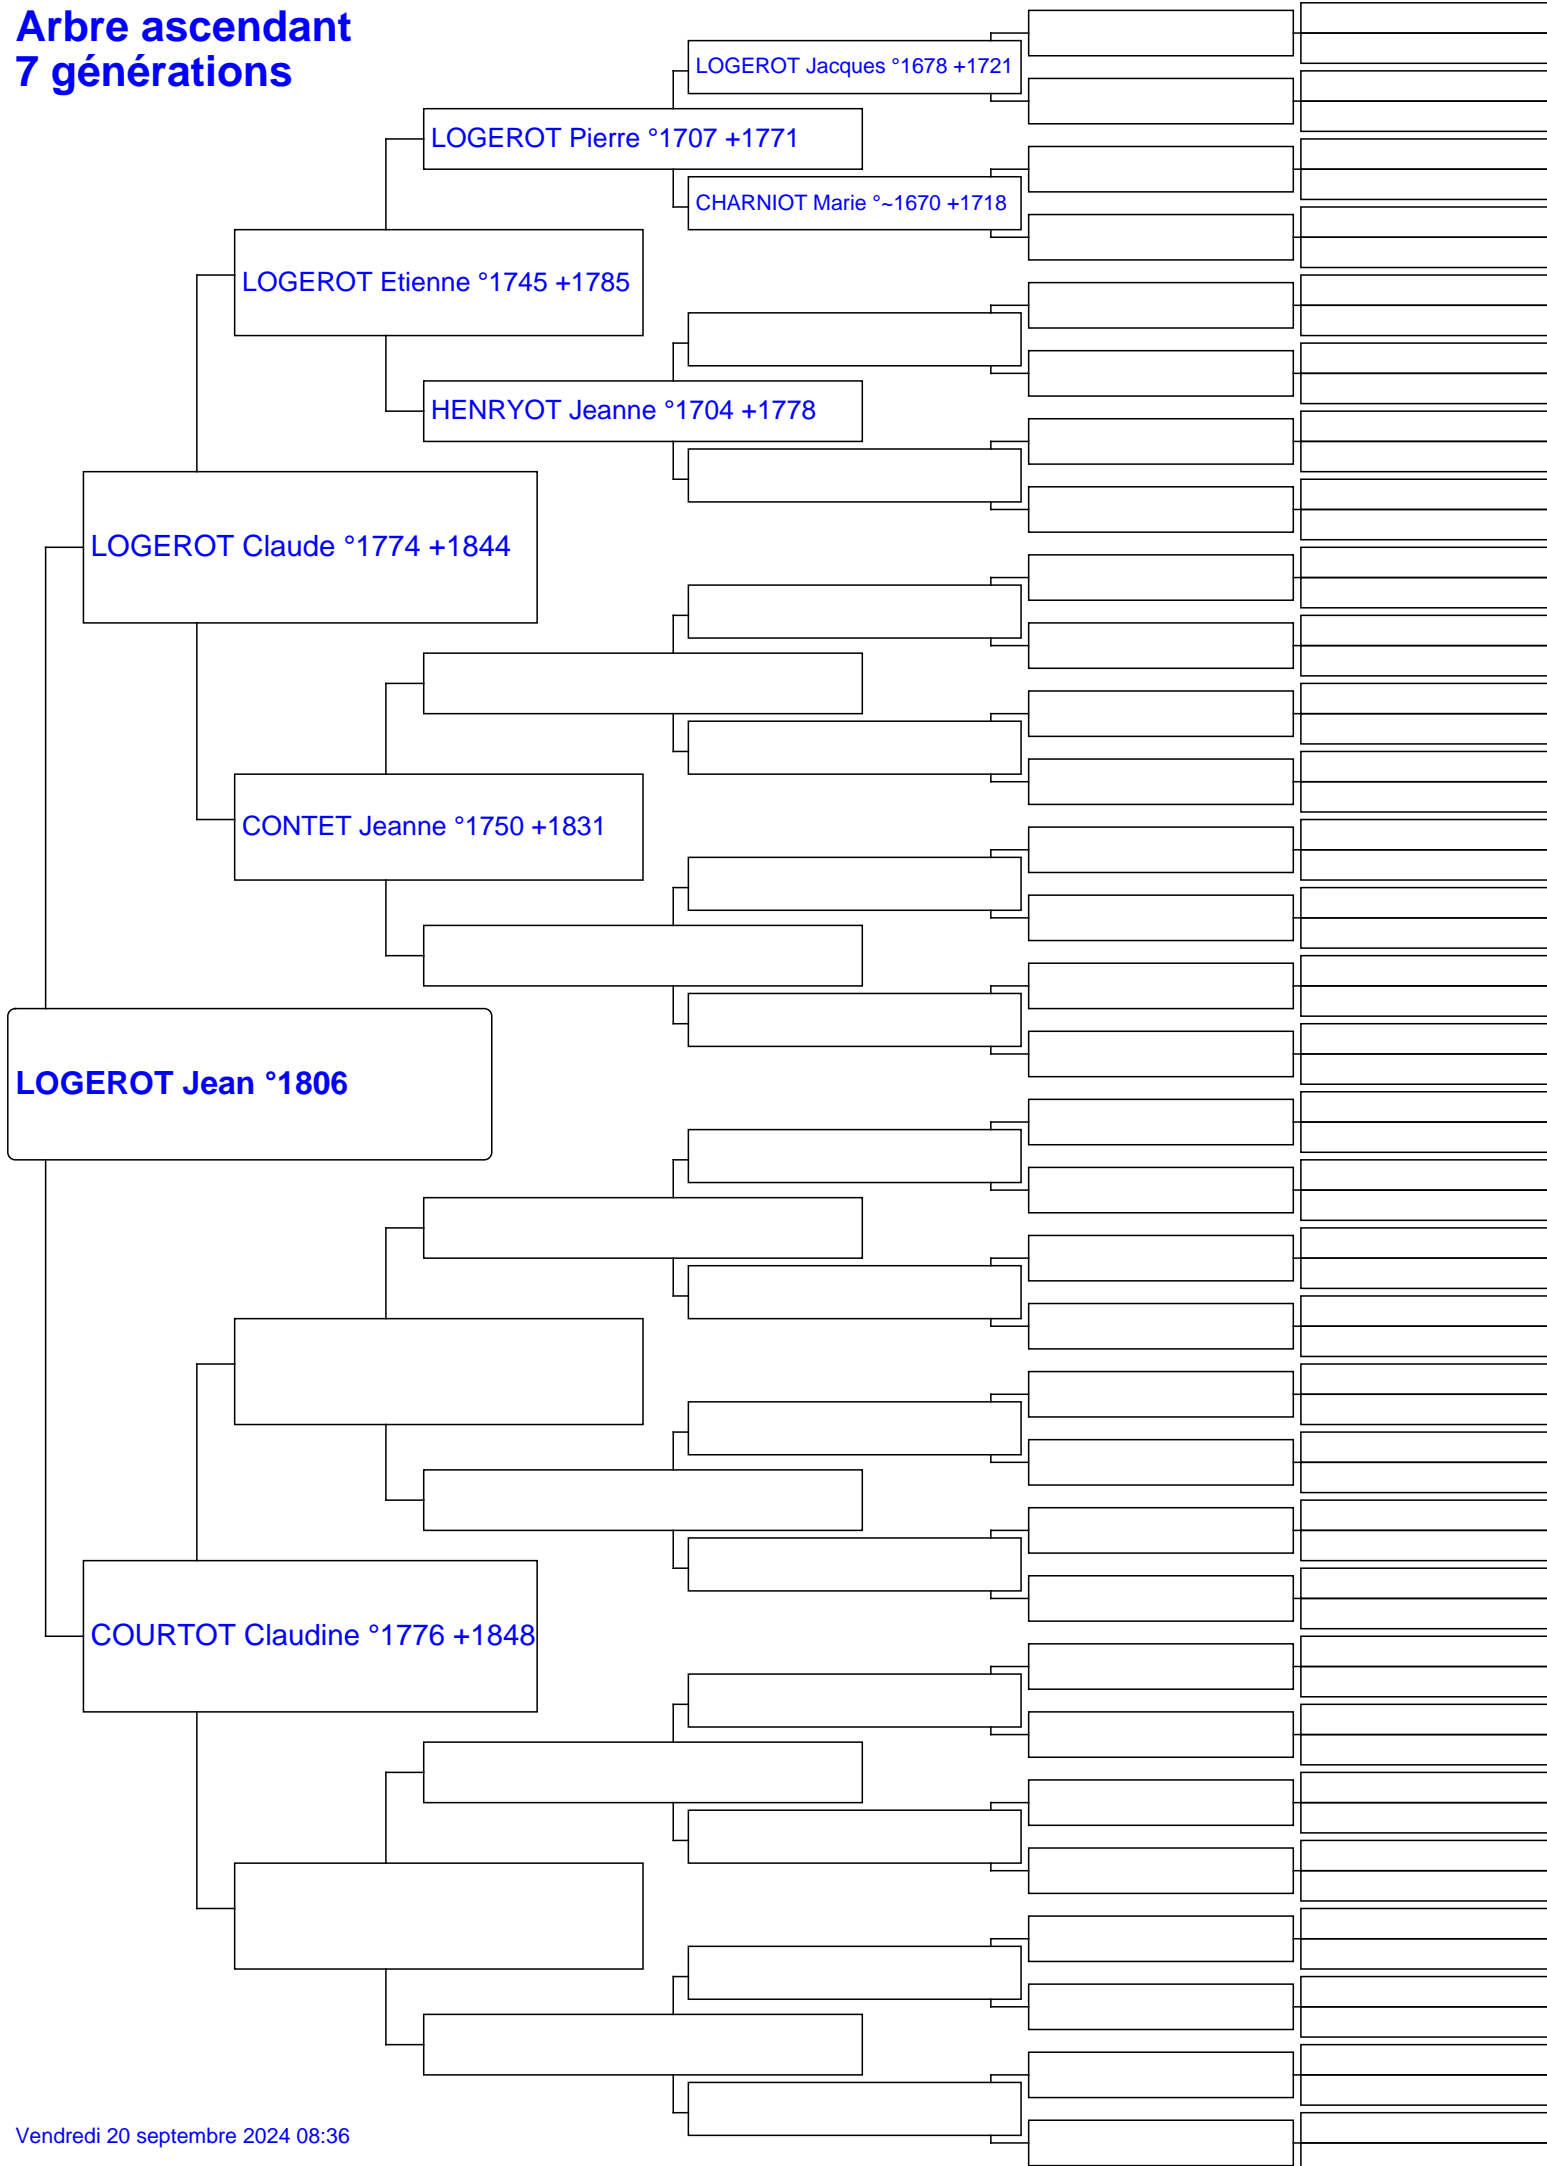 Arbre ascendant
7 générations
LOGEROT Jacques °1678 +1721
LOGEROT Pierre °1707 +1771
CHARNIOT Marie °~1670 +1718
LOGEROT Etienne °1745 +1785
HENRYOT Jeanne °1704 +1778
LOGEROT Claude °1774 +1844
CONTET Jeanne °1750 +1831
LOGEROT Jean °1806
COURTOT Claudine °1776 +1848
Vendredi 20 septembre 2024 08:36